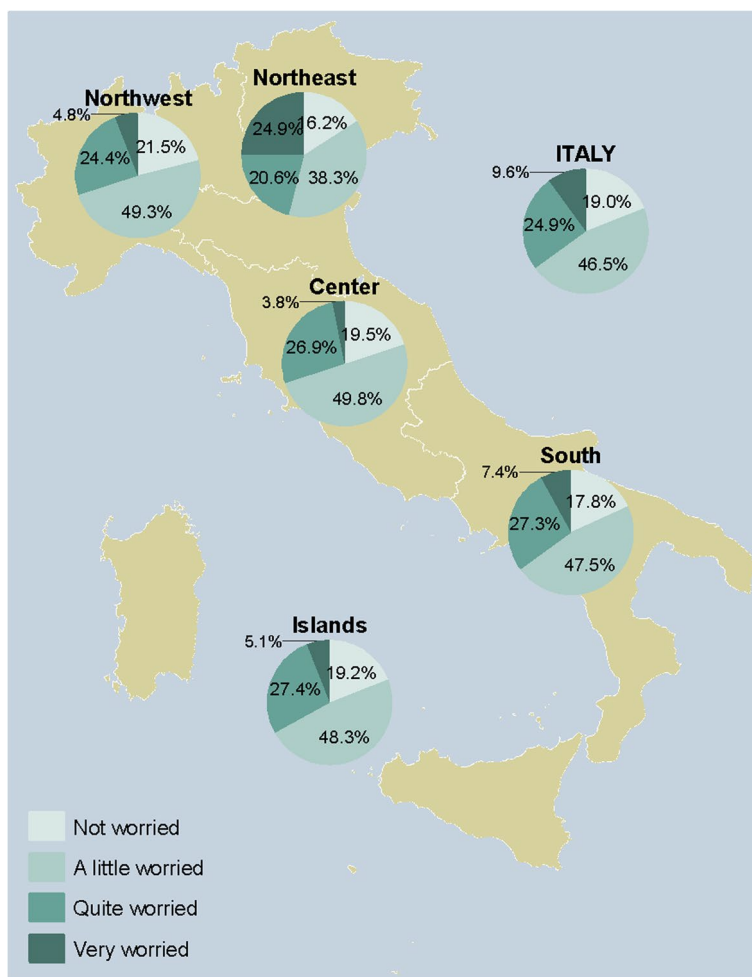 Northeast
Northwest
4.8%
21.5%
24.4%
49.3%
24.9%
16.2%
20.6%
38.3%
ITALY
9.6%
19.0%
24.9%
46.5%
Center
3.8%
19.5%
26.9%
49.8%
South
7.4%
17.8%
27.3%
47.5%
Islands
5.1%
19.2%
27.4%
48.3%
Not worried
A little worried
Quite worried
Very worried